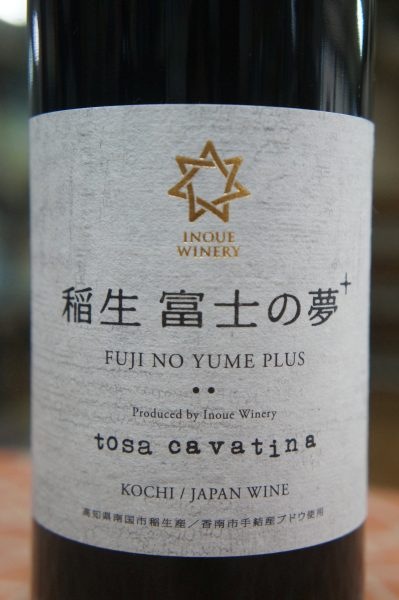 INOUE
WINERY
稲生 富士の夢+
FUJI NO YUME PLUS
Produced by Inoue Winery
tosa cavatina
KOCHI / JAPAN WINE
高知県南国市稲生産／香南市手結産ブドウ使用